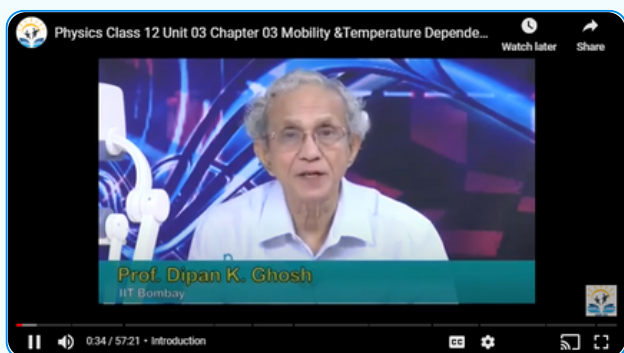 Physics Class 12 Unit 03 Chapter 03 Mobility &Temperature Depende...
Watch later
Share
Prof. Dipan K. Ghosh
IIT Bombay
0:34 / 57:21 • Introduction
CC